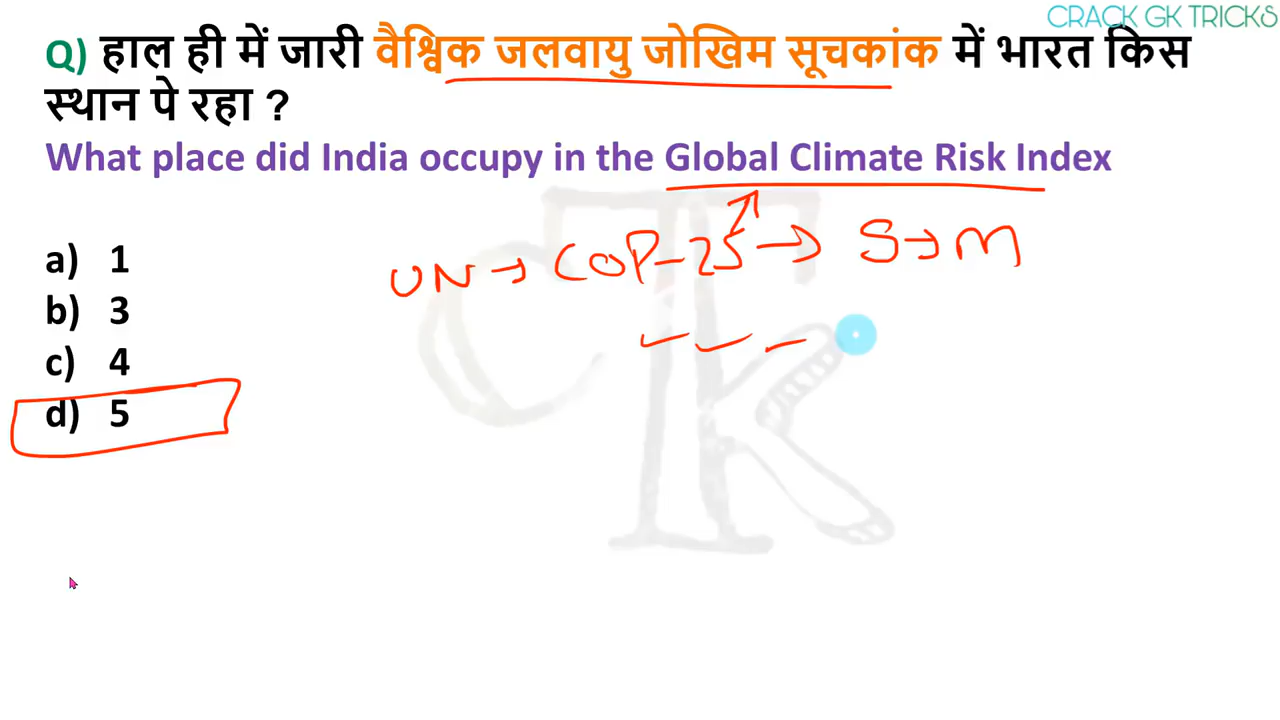 CRACK GK TRICKS
Q) हाल ही में जारी वैश्विक जलवायु जोखिम सूचकांक में भारत किस
स्थान पे रहा ?
What place did India occupy in the Global Climate Risk Index
UN → COP-25 → S → M
a) 1
b) 3
c) 4
d) 5